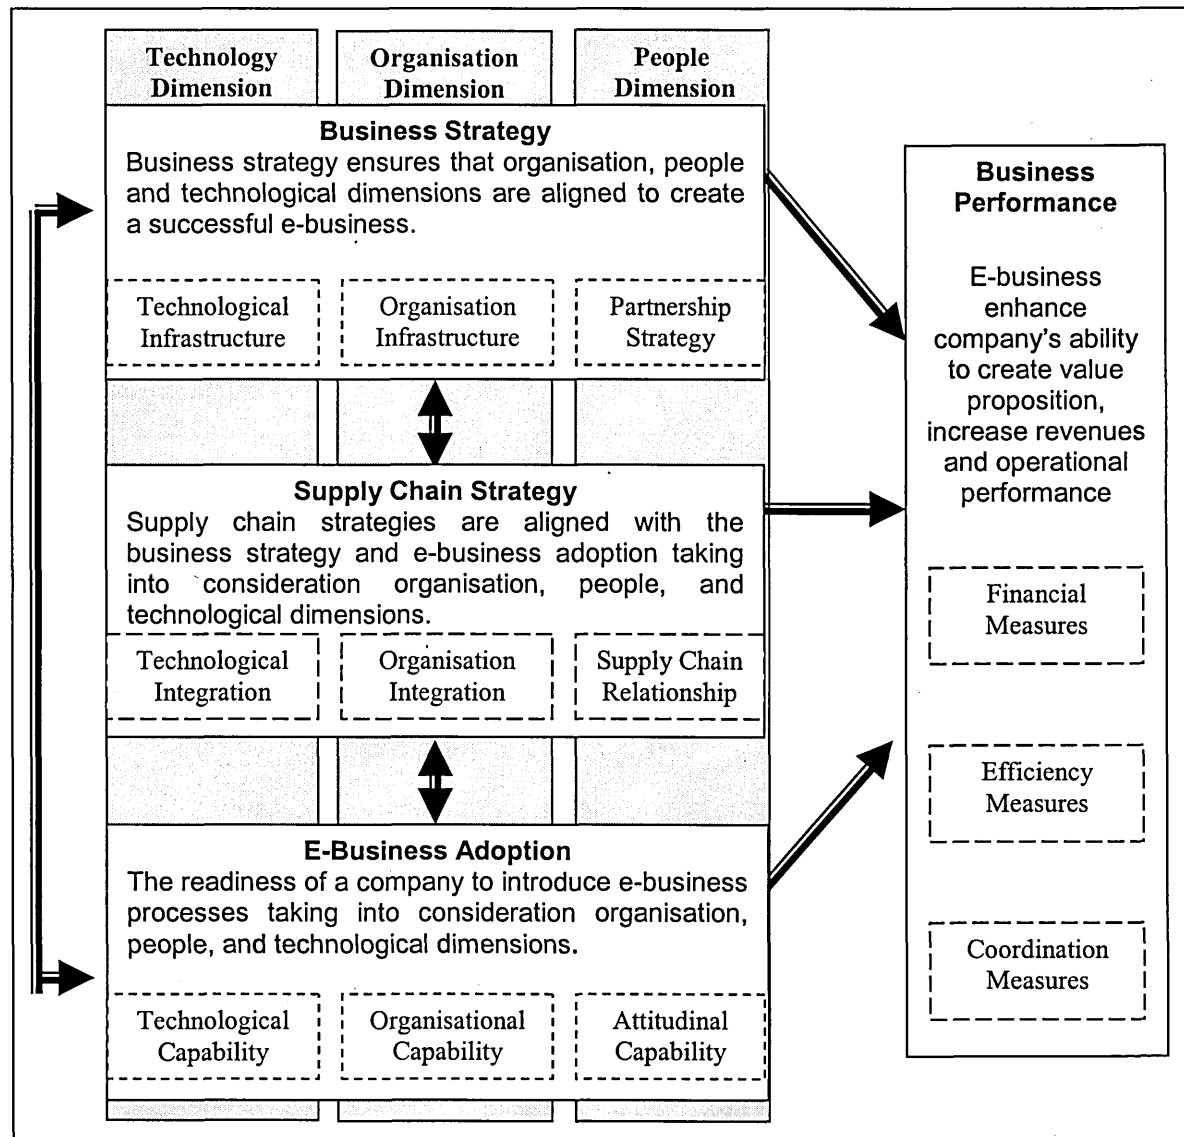 Technology
Dimension
Organisation
Dimension
People
Dimension
Business Strategy
Business strategy ensures that organisation, people
and technological dimensions are aligned to create
a successful e-business.
Technological
Infrastructure
Organisation
Infrastructure
Partnership
Strategy
Supply Chain Strategy
Supply chain strategies are aligned with the
business strategy and e-business adoption taking
into consideration organisation, people, and
technological dimensions.
Technological
Integration
Organisation
Integration
Supply Chain
Relationship
E-Business Adoption
The readiness of a company to introduce e-business
processes taking into consideration organisation,
people, and technological dimensions.
Technological
Capability
Organisational
Capability
Attitudinal
Capability
Business
Performance
E-business
enhance
company's ability
to create value
proposition,
increase revenues
and operational
performance
Financial
Measures
Efficiency
Measures
Coordination
Measures